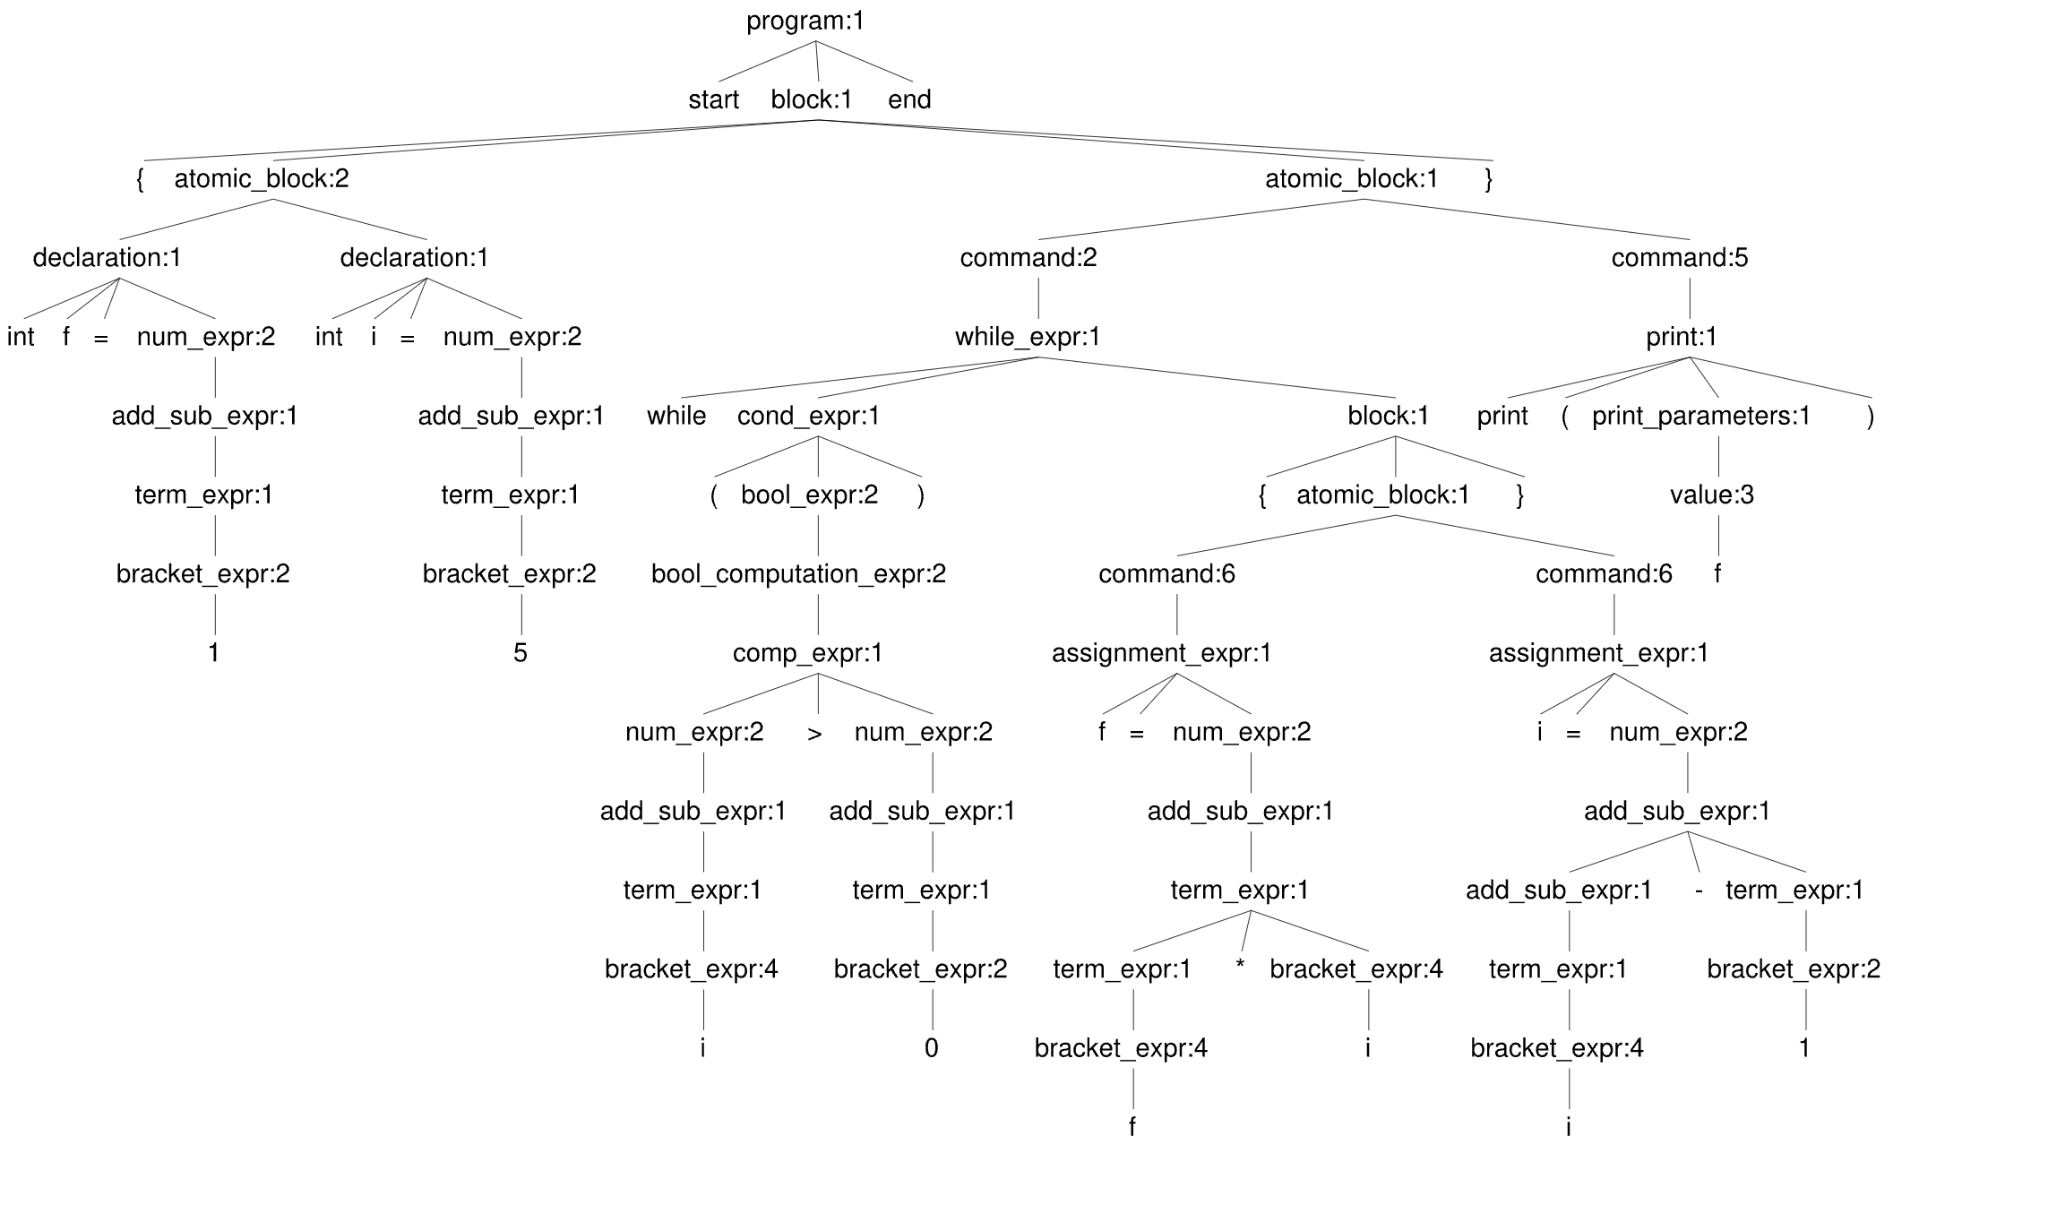 program:1
start block:1 end
{ atomic_block:2 atomic_block:1 }
declaration:1 declaration:1 command:2 command:5
int f = num_expr:2 int i = num_expr:2 while_expr:1 print:1
add_sub_expr:1 add_sub_expr:1 while cond_expr:1 block:1 print ( print_parameters:1 )
term_expr:1 term_expr:1 ( bool_expr:2 ) { atomic_block:1 } value:3
bracket_expr:2 bracket_expr:2 bool_computation_expr:2 command:6 command:6 f
1 5 comp_expr:1 assignment_expr:1 assignment_expr:1
num_expr:2 > num_expr:2 f = num_expr:2 i = num_expr:2
add_sub_expr:1 add_sub_expr:1 add_sub_expr:1 add_sub_expr:1
term_expr:1 term_expr:1 term_expr:1 add_sub_expr:1 - term_expr:1
bracket_expr:4 bracket_expr:2 term_expr:1 * bracket_expr:4 term_expr:1 bracket_expr:2
i 0 bracket_expr:4 i bracket_expr:4 1
f i